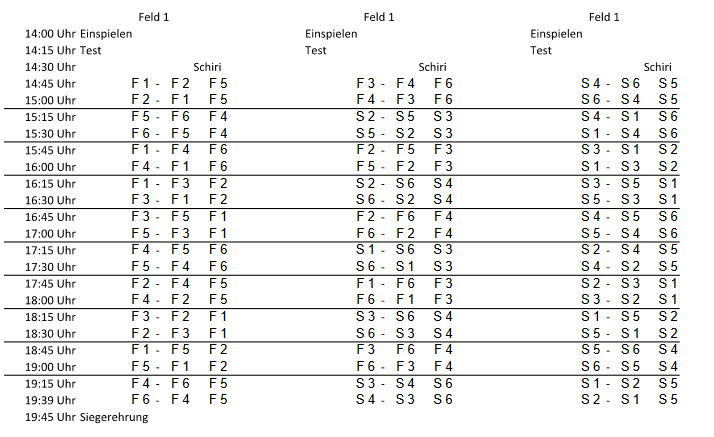 Feld 1 Feld 1 Feld 1
14:00 Uhr Einspielen Einspielen Einspielen
14:15 Uhr Test Test Test
14:30 Uhr Schiri Schiri Schiri
14:45 Uhr F 1 - F 2 F 5 F 3 - F 4 F 6 S 4 - S 6 S 5
15:00 Uhr F 2 - F 1 F 5 F 4 - F 3 F 6 S 6 - S 4 S 5
15:15 Uhr F 5 - F 6 F 4 S 2 - S 5 S 3 S 4 - S 1 S 6
15:30 Uhr F 6 - F 5 F 4 S 5 - S 2 S 3 S 1 - S 4 S 6
15:45 Uhr F 1 - F 4 F 6 F 2 - F 5 F 3 S 3 - S 1 S 2
16:00 Uhr F 4 - F 1 F 6 F 5 - F 2 F 3 S 1 - S 3 S 2
16:15 Uhr F 1 - F 3 F 2 S 2 - S 6 S 4 S 3 - S 5 S 1
16:30 Uhr F 3 - F 1 F 2 S 6 - S 2 S 4 S 5 - S 3 S 1
16:45 Uhr F 3 - F 5 F 1 F 2 - F 6 F 4 S 4 - S 5 S 6
17:00 Uhr F 5 - F 3 F 1 F 6 - F 2 F 4 S 5 - S 4 S 6
17:15 Uhr F 4 - F 5 F 6 S 1 - S 6 S 3 S 2 - S 4 S 5
17:30 Uhr F 5 - F 4 F 6 S 6 - S 1 S 3 S 4 - S 2 S 5
17:45 Uhr F 2 - F 4 F 5 F 1 - F 6 F 3 S 2 - S 3 S 1
18:00 Uhr F 4 - F 2 F 5 F 6 - F 1 F 3 S 3 - S 2 S 1
18:15 Uhr F 3 - F 2 F 1 S 3 - S 6 S 4 S 1 - S 5 S 2
18:30 Uhr F 2 - F 3 F 1 S 6 - S 3 S 4 S 5 - S 1 S 2
18:45 Uhr F 1 - F 5 F 2 F 3 F 6 F 4 S 5 - S 6 S 4
19:00 Uhr F 5 - F 1 F 2 F 6 - F 3 F 4 S 6 - S 5 S 4
19:15 Uhr F 4 - F 6 F 5 S 3 - S 4 S 6 S 1 - S 2 S 5
19:39 Uhr F 6 - F 4 F 5 S 4 - S 3 S 6 S 2 - S 1 S 5
19:45 Uhr Siegerehrung